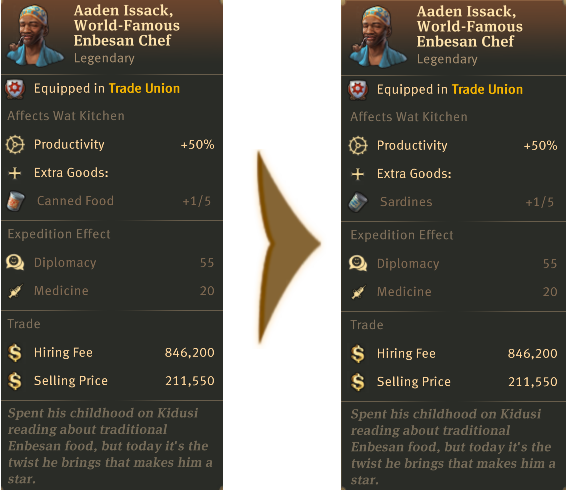 Aaden Issack,
World-Famous
Enbesan Chef
Legendary
Equipped in Trade Union
Affects Wat Kitchen
Productivity +50%
Extra Goods:
Canned Food +1/5
Expedition Effect
Diplomacy 55
Medicine 20
Trade
Hiring Fee 846,200
Selling Price 211,550
Spent his childhood on Kidusi
reading about traditional
Enbesan food, but today it's the
twist he brings that makes him a
star.
Aaden Issack,
World-Famous
Enbesan Chef
Legendary
Equipped in Trade Union
Affects Wat Kitchen
Productivity +50%
Extra Goods:
Sardines +1/5
Expedition Effect
Diplomacy 55
Medicine 20
Trade
Hiring Fee 846,200
Selling Price 211,550
Spent his childhood on Kidusi
reading about traditional
Enbesan food, but today it's the
twist he brings that makes him a
star.